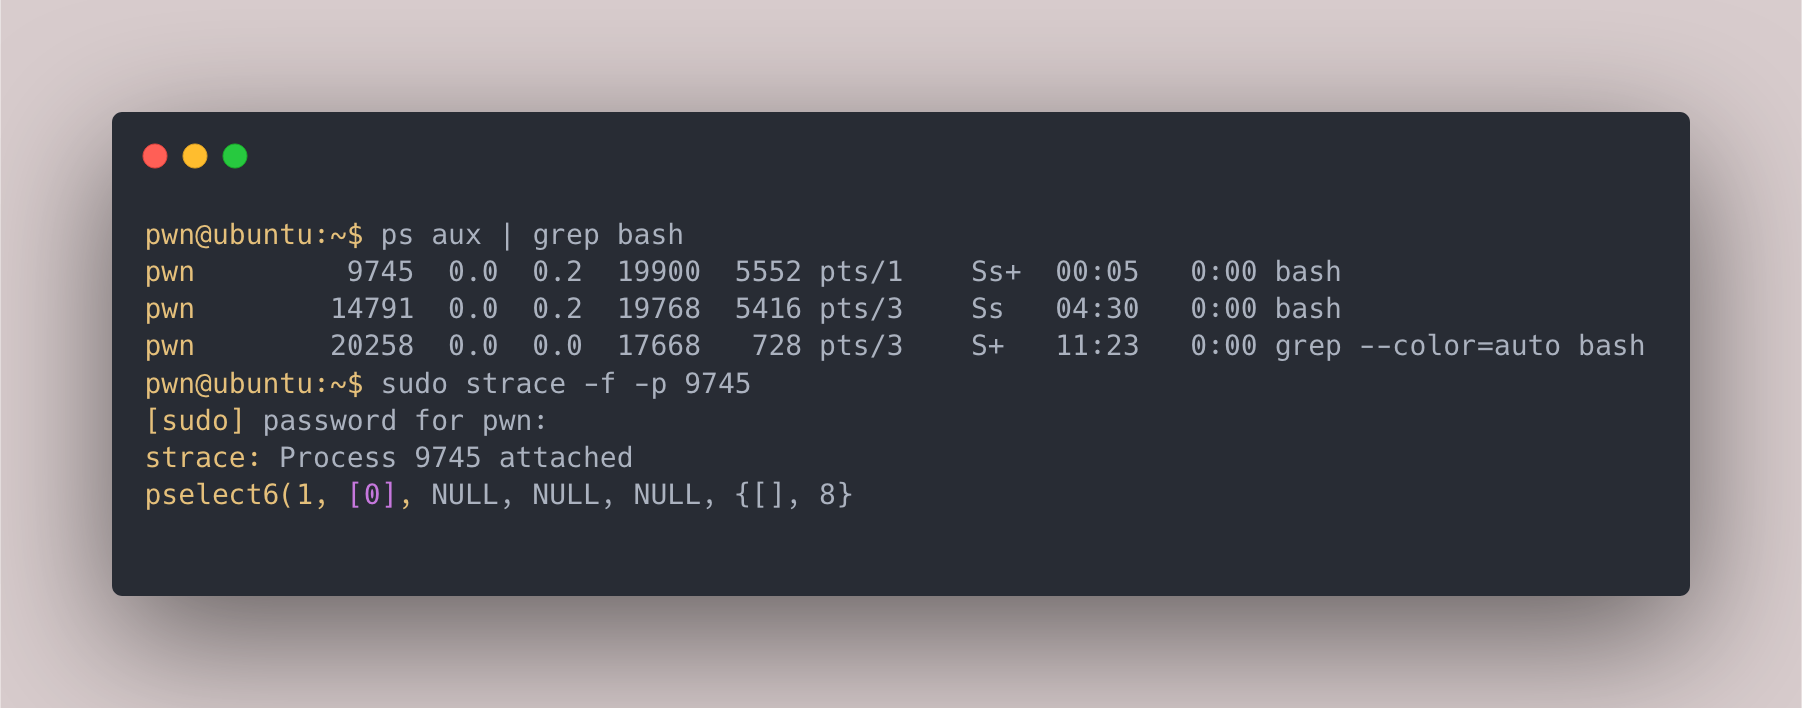 pwn@ubuntu:~$ ps aux | grep bash
pwn         9745  0.0  0.2  19900  5552 pts/1    Ss+  00:05   0:00 bash
pwn        14791  0.0  0.2  19768  5416 pts/3    Ss   04:30   0:00 bash
pwn        20258  0.0  0.0  17668   728 pts/3    S+   11:23   0:00 grep --color=auto bash
pwn@ubuntu:~$ sudo strace -f -p 9745
[sudo] password for pwn:
strace: Process 9745 attached
pselect6(1, [0], NULL, NULL, NULL, {[], 8}